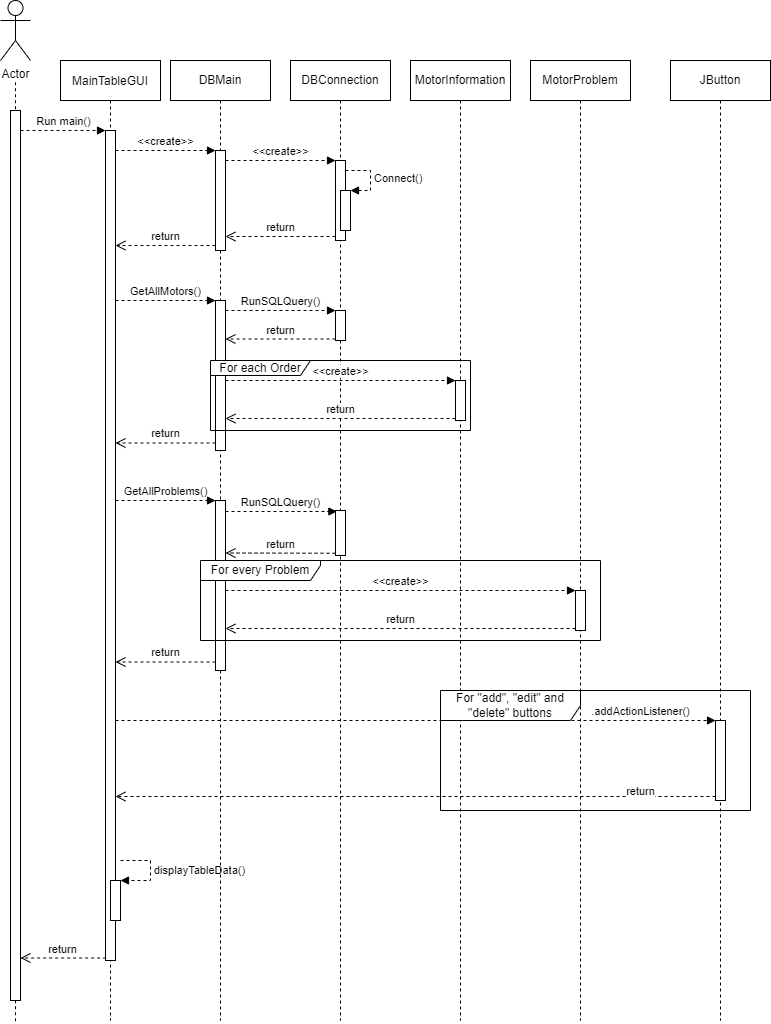 Actor
MainTableGUI
DBMain
DBConnection
MotorInformation
MotorProblem
JButton
Run main()
<<create>>
<<create>>
Connect()
return
return
GetAllMotors()
RunSQLQuery()
return
For each Order
<<create>>
return
return
GetAllProblems()
RunSQLQuery()
return
For every Problem
<<create>>
return
return
For "add", "edit" and
"delete" buttons
.addActionListener()
return
displayTableData()
return